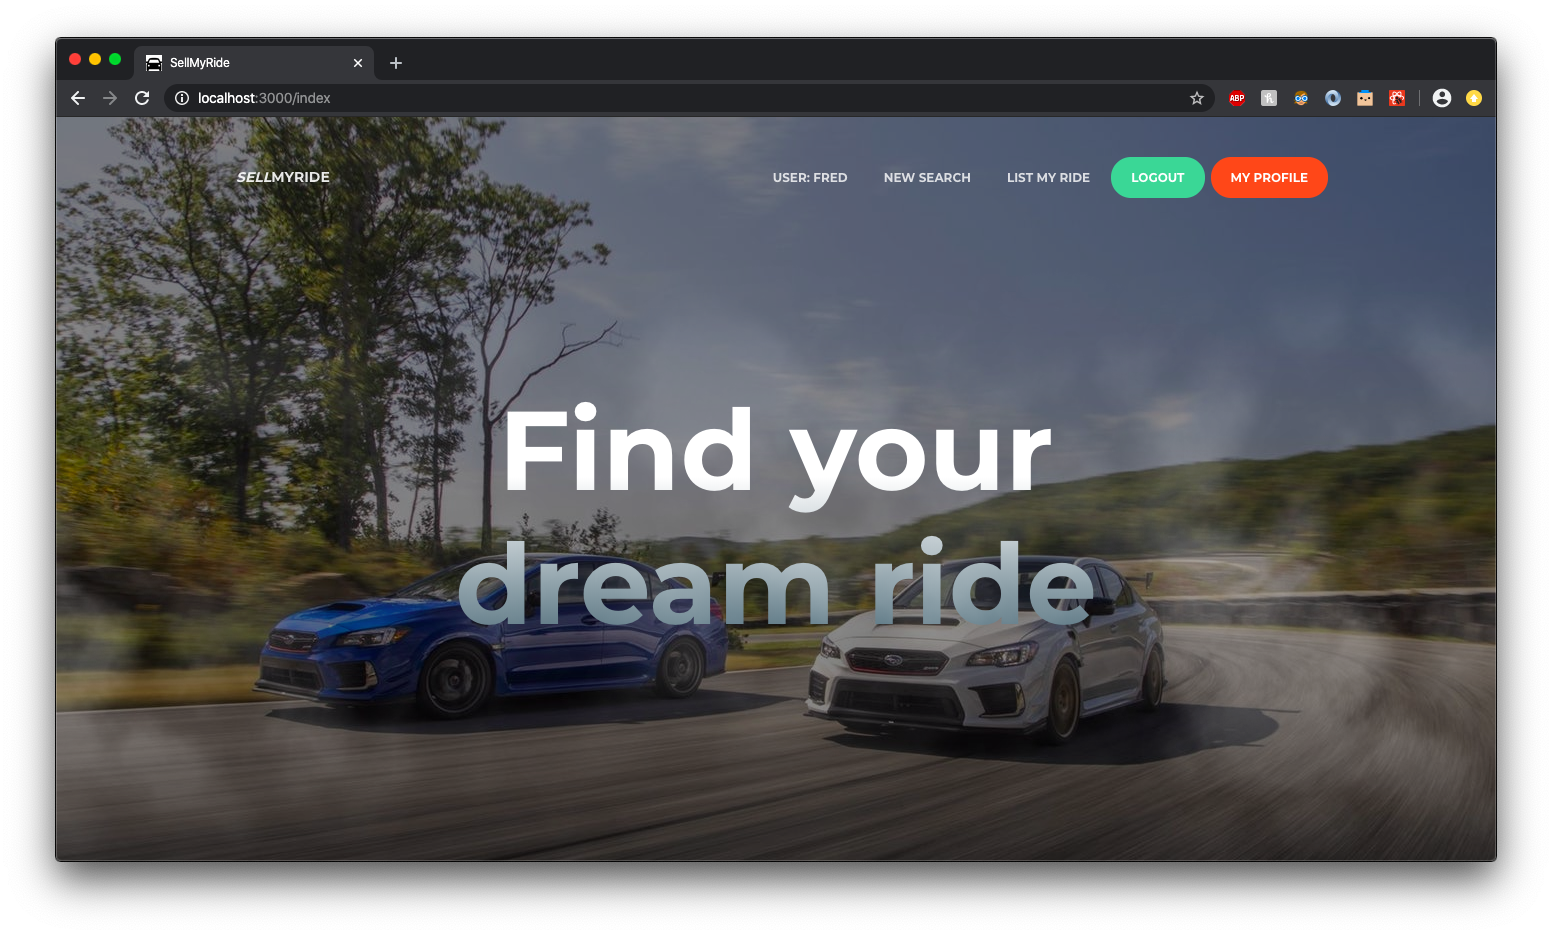 SellMyRide
localhost:3000/index
ABP
SELLMYRIDE
USER: FRED
NEW SEARCH
LIST MY RIDE
LOGOUT
MY PROFILE
Find your
dream ride